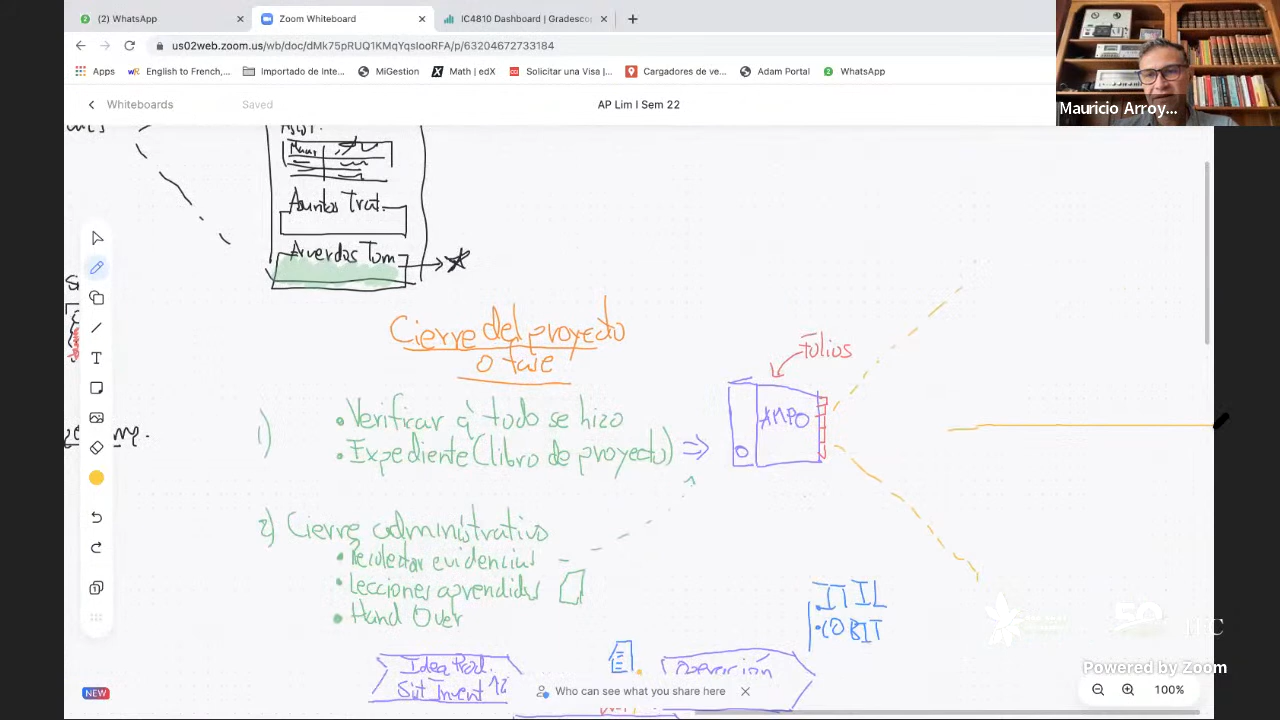 (2) WhatsApp
Zoom Whiteboard
IC4810 Dashboard | Gradesco
us02web.zoom.us/wb/doc/dMk75pRUQ1KMqYqsIooRFA/p/63204672733184
Apps
English to French,...
Importado de Inte...
MiGestion
Math | edX
Solicitar una Visa |...
Cargadores de ve...
Adam Portal
WhatsApp
Mauricio Arroy...
Whiteboards
Saved
AP Lim I Sem 22
Asuntos Trat.
Acuerdos Tom
Cierre del proyecto
o fase
Folios
1)
• Verificar q' todo se hizo
• Expediente (libro de proyecto)
AMPO
2) Cierre administrativo
• Recolectar evidencias
• Lecciones aprendidas
• Hand Over
• ITIL
• COBIT
Idea Prod.
Operación
Who can see what you share here
Powered by Zoom
NEW
100%